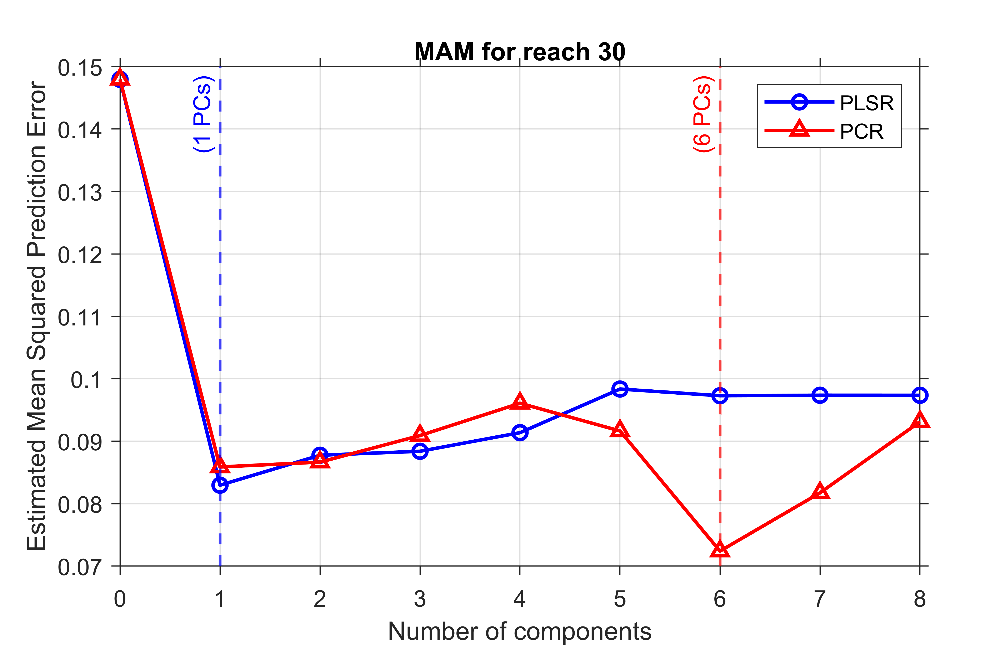 MAM for reach 30
Estimated Mean Squared Prediction Error
0.15
0.14
0.13
0.12
0.11
0.1
0.09
0.08
0.07
(1 PCs)
(6 PCs)
PLSR
PCR
0 1 2 3 4 5 6 7 8
Number of components